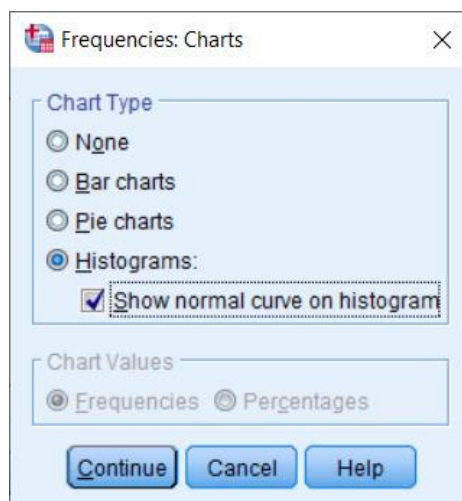 Frequencies: Charts
Chart Type
None
Bar charts
Pie charts
Histograms:
Show normal curve on histogram
Chart Values
Frequencies Percentages
Continue Cancel Help